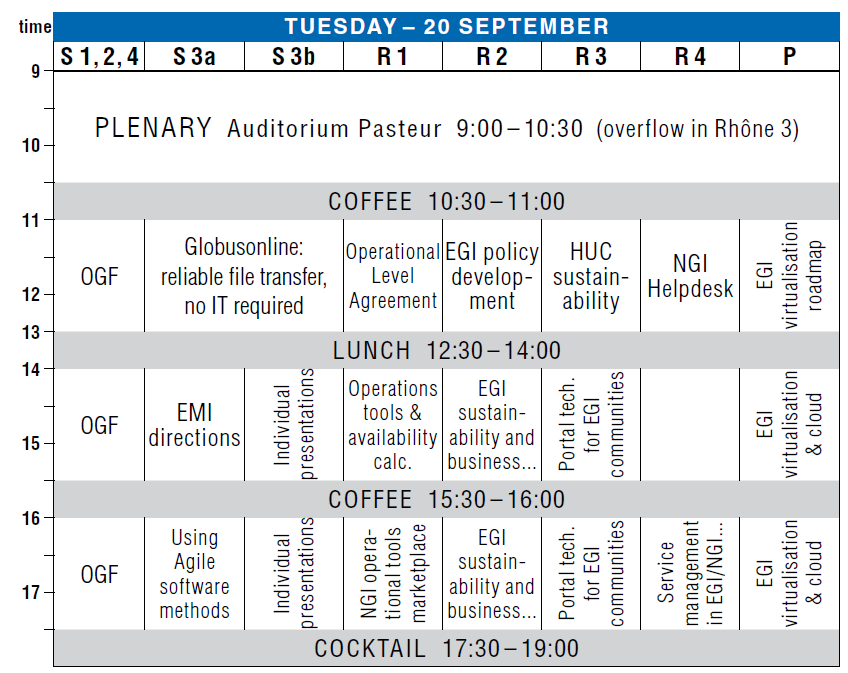 time
TUESDAY – 20 SEPTEMBER
S 1, 2, 4
S 3a
S 3b
R 1
R 2
R 3
R 4
P
9
PLENARY Auditorium Pasteur 9:00 – 10:30 (overflow in Rhône 3)
10
COFFEE 10:30 – 11:00
11
OGF
Globusonline:
reliable file transfer,
no IT required
Operational
Level
Agreement
EGI policy
develop-
ment
HUC
sustain-
ability
NGI
Helpdesk
EGI
virtualisation
roadmap
12
13
LUNCH 12:30 – 14:00
14
OGF
EMI
directions
Individual
presentations
Operations
tools &
availability
calc.
EGI
sustain-
ability and
business...
Portal tech.
for EGI
communities
EGI
virtualisation
& cloud
15
COFFEE 15:30 – 16:00
16
OGF
Using
Agile
software
methods
Individual
presentations
NGI opera-
tional tools
marketplace
EGI
sustain-
ability and
business...
Portal tech.
for EGI
communities
Service
management
in EGI/NGI...
EGI
virtualisation
& cloud
17
COCKTAIL 17:30 – 19:00